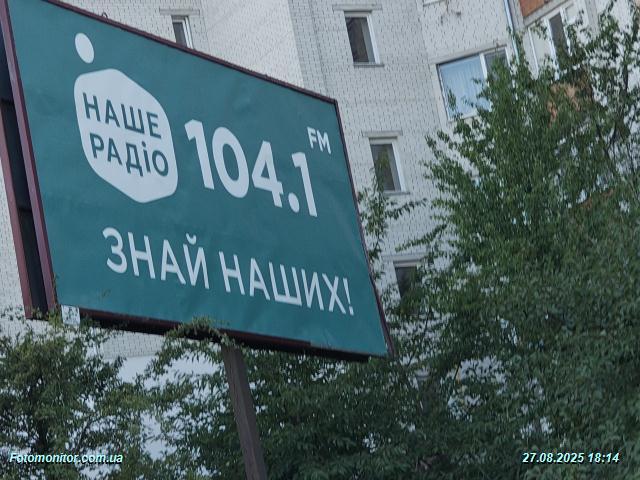 НАШЕ
РАДІО
104.1 FM
ЗНАЙ НАШИХ!
Fotomonitor.com.ua
27.08.2025 18:14